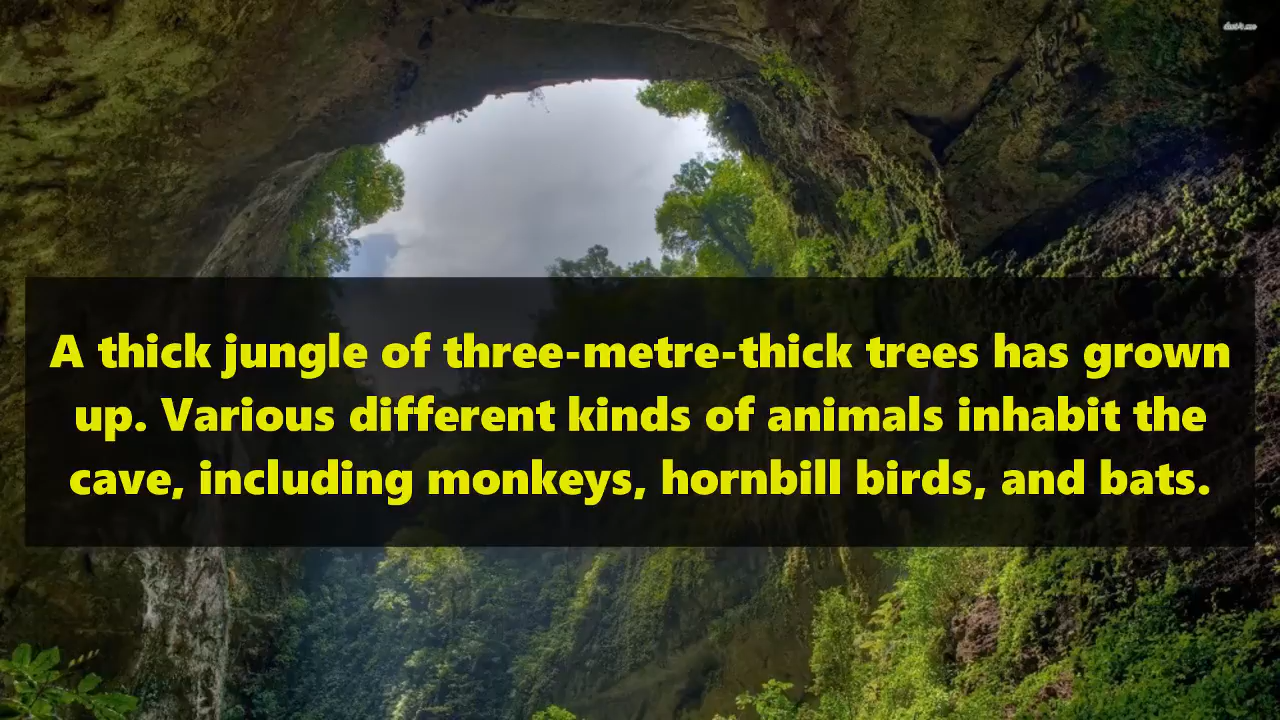 A thick jungle of three-metre-thick trees has grown
up. Various different kinds of animals inhabit the
cave, including monkeys, hornbill birds, and bats.